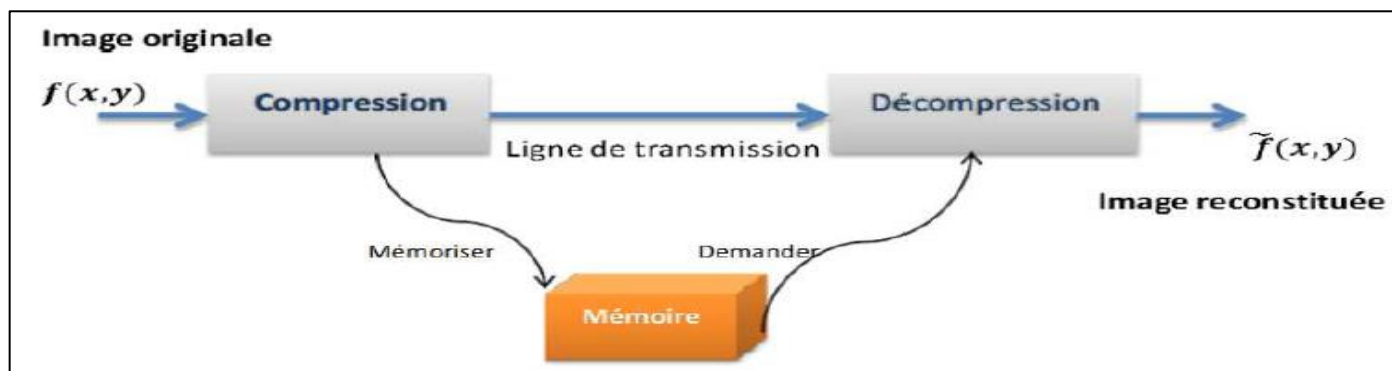 Image originale
f(x,y)
Compression
Décompression
Ligne de transmission
f̃(x,y)
Image reconstituée
Mémoriser
Demander
Mémoire